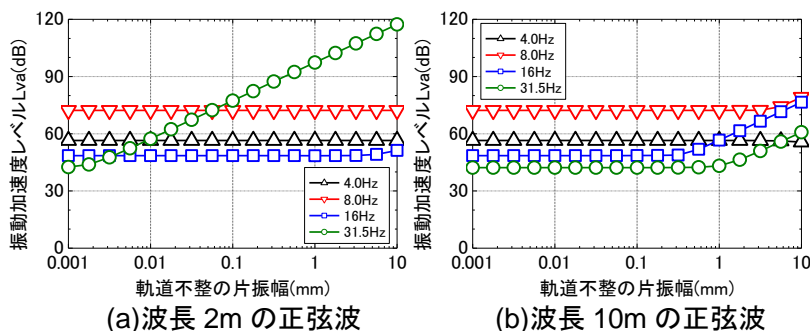 振動加速度レベルLva(dB)
120
90
60
30
0
0.001
0.01
0.1
1
10
4.0Hz
8.0Hz
16Hz
31.5Hz
軌道不整の片振幅(mm)
(a)波長 2m の正弦波
振動加速度レベルLva(dB)
120
90
60
30
0
0.001
0.01
0.1
1
10
4.0Hz
8.0Hz
16Hz
31.5Hz
軌道不整の片振幅(mm)
(b)波長 10m の正弦波